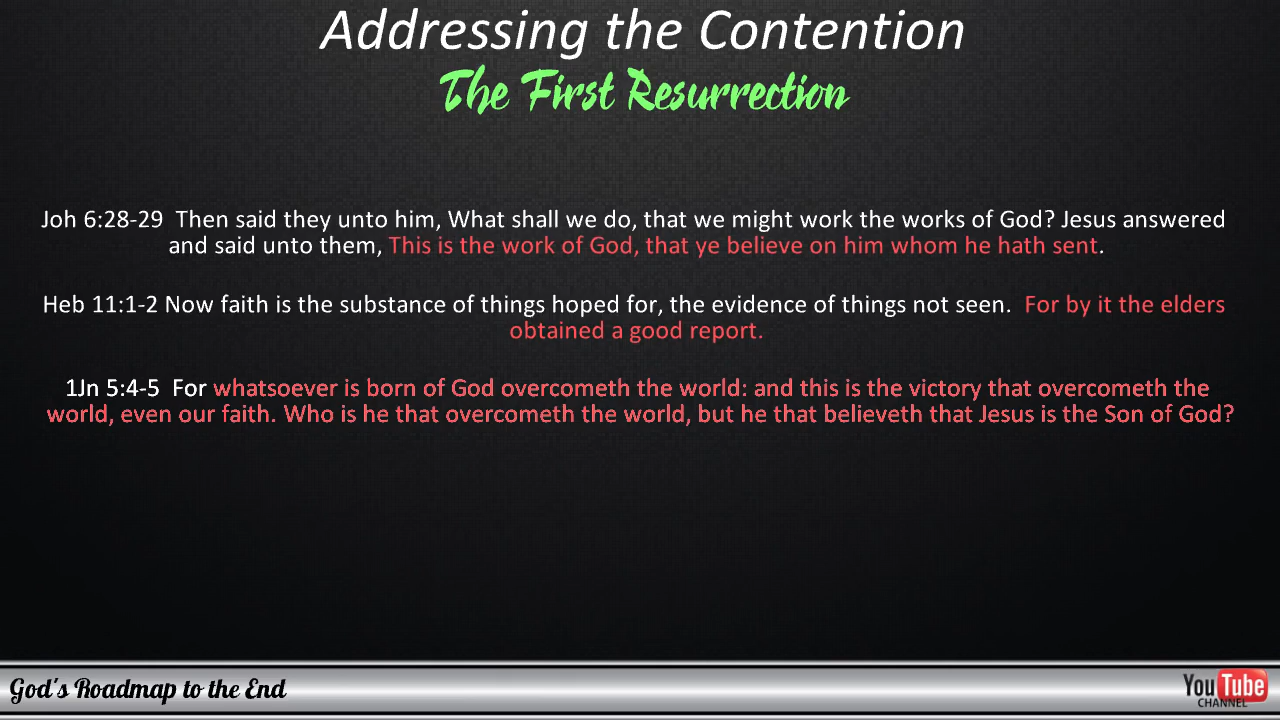 Addressing the Contention
The First Resurrection
Joh 6:28-29  Then said they unto him, What shall we do, that we might work the works of God? Jesus answered
and said unto them, This is the work of God, that ye believe on him whom he hath sent.
Heb 11:1-2 Now faith is the substance of things hoped for, the evidence of things not seen.  For by it the elders
obtained a good report.
1Jn 5:4-5  For whatsoever is born of God overcometh the world: and this is the victory that overcometh the
world, even our faith. Who is he that overcometh the world, but he that believeth that Jesus is the Son of God?
God's Roadmap to the End
YouTube
CHANNEL